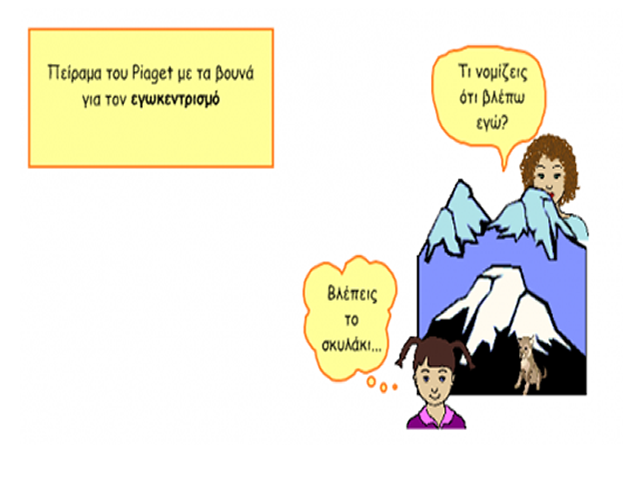 Πείραμα του Piaget με τα βουνά
για τον εγωκεντρισμό
Τι νομίζεις
ότι βλέπω
εγώ?
Βλέπεις
το
σκυλάκι...